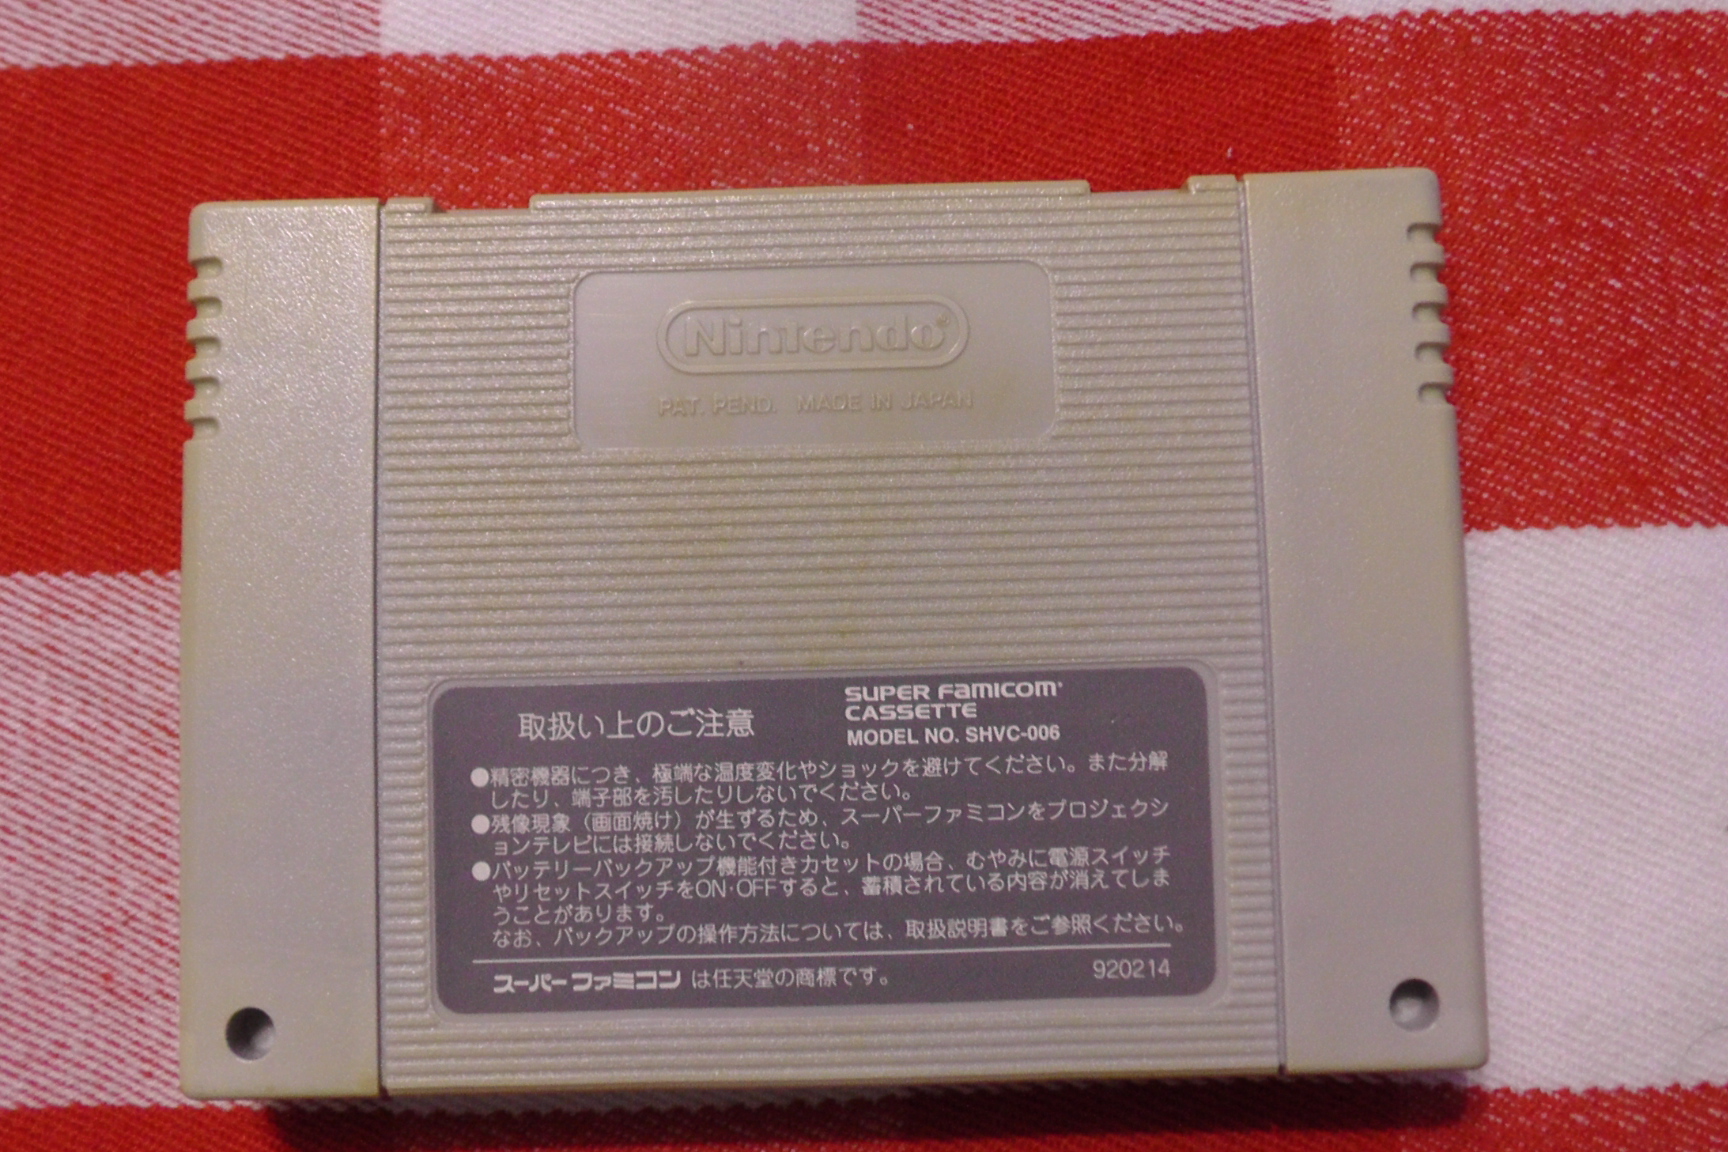 Nintendo®
PAT. PEND. MADE IN JAPAN
取扱い上のご注意
SUPER FAMICOM
CASSETTE
MODEL NO. SHVC-006
●精密機器につき、極端な温度変化やショックを避けてください。また分解
したり、端子部を汚したりしないでください。
●残像現象（画面焼け）が生ずるため、スーパーファミコンをプロジェクシ
ョンテレビには接続しないでください。
●バッテリーバックアップ機能付きカセットの場合、むやみに電源スイッチ
やリセットスイッチをON·OFFすると、蓄積されている内容が消えてしま
うことがあります。
なお、バックアップの操作方法については、取扱説明書をご参照ください。
スーパーファミコン は任天堂の商標です。
920214